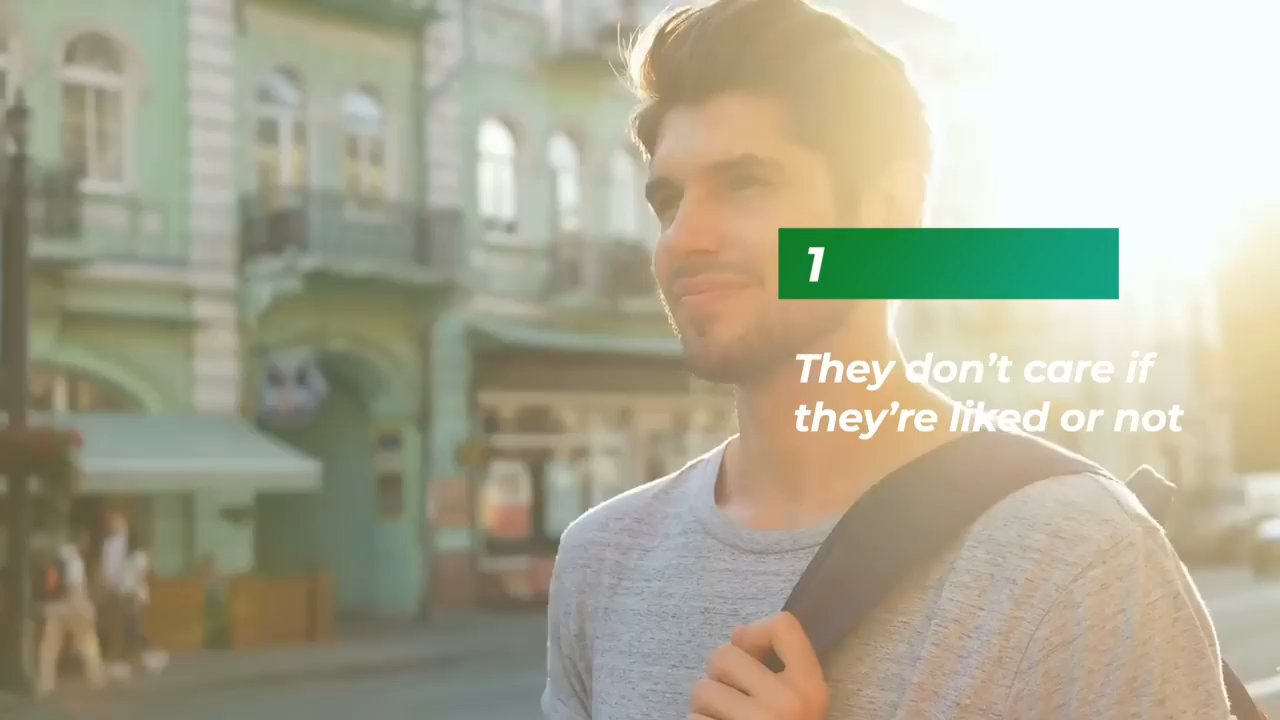 1
They don’t care if
they’re liked or not